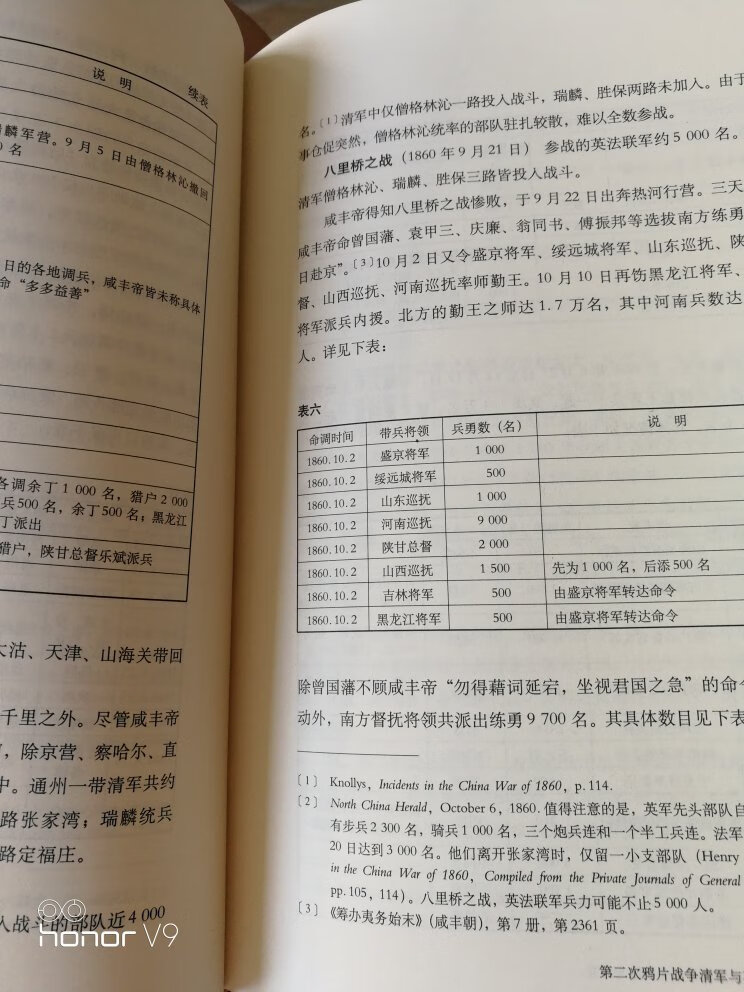 说 明 续表
麟军营。9月5日由僧格林沁撤回
0名
日的各地调兵，咸丰帝皆未称具体
命“多多益善”
各调余丁1 000名，猎户2 000
兵500名，余丁500名；黑龙江
丁派出
猎户，陕甘总督乐斌派兵
大沽、天津、山海关带回
千里之外。尽管咸丰帝
，除京营、察哈尔、直
中。通州一带清军共约
路张家湾；瑞麟统兵
路定福庄。
入战斗的部队近4 000
名。〔1〕清军中仅僧格林沁一路投入战斗，瑞麟、胜保两路未加入。由于
事仓促突然，僧格林沁统率的部队驻扎较散，难以全数参战。
八里桥之战（1860年9月21日） 参战的英法联军约5 000名。
清军僧格林沁、瑞麟、胜保三路皆投入战斗。
咸丰帝得知八里桥之战惨败，于9月22日出奔热河行营。三天
咸丰帝命曾国藩、袁甲三、庆廉、翁同书、傅振邦等选拔南方练勇
日赴京”。〔3〕10月2日又令盛京将军、绥远城将军、山东巡抚、陕
督、山西巡抚、河南巡抚率师勤王。10月10日再饬黑龙江将军、
将军派兵内援。北方的勤王之师达1.7万名，其中河南兵数达
人。详见下表：
表六
命调时间 带兵将领 兵勇数（名） 说 明
1860.10.2 盛京将军 1 000
1860.10.2 绥远城将军 500
1860.10.2 山东巡抚 1 000
1860.10.2 河南巡抚 9 000
1860.10.2 陕甘总督 2 000
1860.10.2 山西巡抚 1 500 先为1 000名，后添500名
1860.10.2 吉林将军 500 由盛京将军转达命令
1860.10.2 黑龙江将军 500 由盛京将军转达命令
除曾国藩不顾咸丰帝“勿得藉词延宕，坐视君国之急”的命令
动外，南方督抚将领共派出练勇9 700名。其具体数目见下表
〔1〕 Knollys，Incidents in the China War of 1860，p.114.
〔2〕 North China Herald，October 6，1860. 值得注意的是，英军先头部队自
有步兵2 300名，骑兵1 000名，三个炮兵连和一个半工兵连。法军
20日达到3 000名。他们离开张家湾时，仅留一小支部队（Henry
in the China War of 1860，Compiled from the Private Journals of General
pp.105，114）。八里桥之战，英法联军兵力可能不止5 000人。
〔3〕 《筹办夷务始末》（咸丰朝），第7册，第2361页。
第二次鸦片战争清军与
honor V9